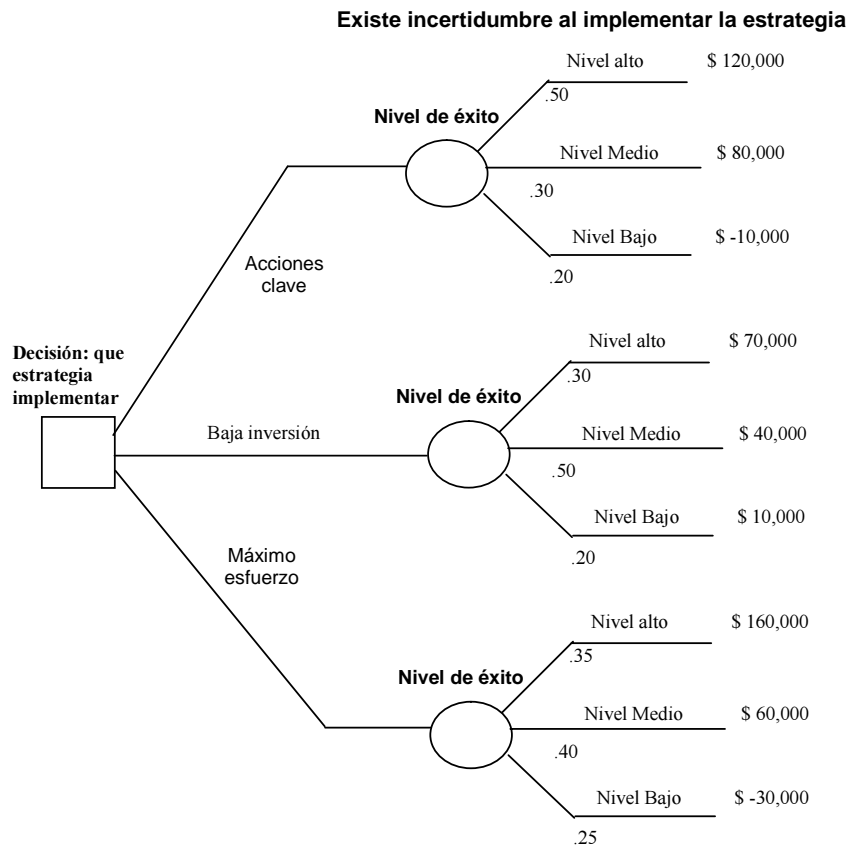 Existe incertidumbre al implementar la estrategia
Nivel alto
$ 120,000
.50
Nivel de éxito
Nivel Medio
$ 80,000
.30
Nivel Bajo
$ -10,000
.20
Acciones
clave
Decisión: que
estrategia
implementar
Nivel alto
$ 70,000
.30
Nivel de éxito
Baja inversión
Nivel Medio
$ 40,000
.50
Nivel Bajo
$ 10,000
.20
Máximo
esfuerzo
Nivel alto
$ 160,000
.35
Nivel de éxito
Nivel Medio
$ 60,000
.40
Nivel Bajo
$ -30,000
.25